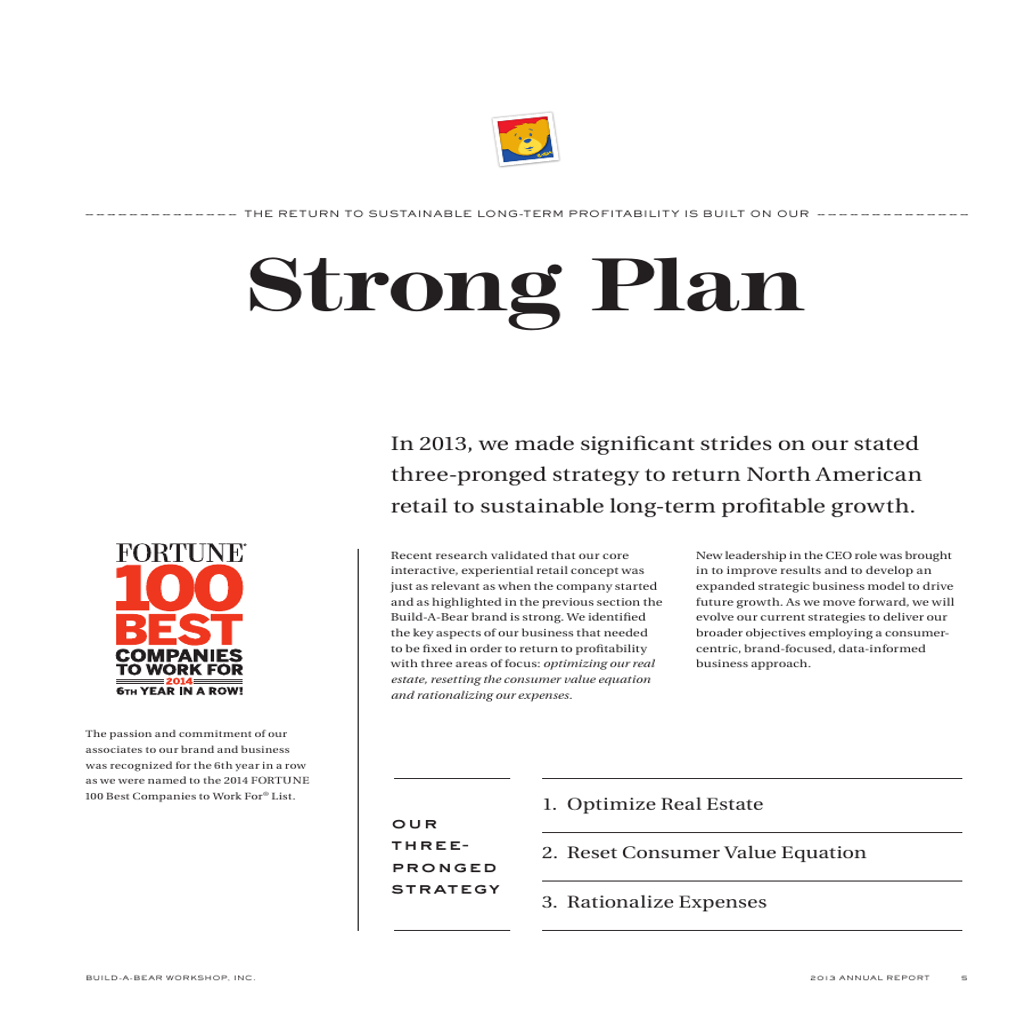 THE RETURN TO SUSTAINABLE LONG-TERM PROFITABILITY IS BUILT ON OUR
Strong Plan
In 2013, we made significant strides on our stated
three-pronged strategy to return North American
retail to sustainable long-term profitable growth.
FORTUNE
100
BEST
COMPANIES
TO WORK FOR
2014
6TH YEAR IN A ROW!
The passion and commitment of our
associates to our brand and business
was recognized for the 6th year in a row
as we were named to the 2014 FORTUNE
100 Best Companies to Work For® List.
Recent research validated that our core
interactive, experiential retail concept was
just as relevant as when the company started
and as highlighted in the previous section the
Build-A-Bear brand is strong. We identified
the key aspects of our business that needed
to be fixed in order to return to profitability
with three areas of focus: optimizing our real
estate, resetting the consumer value equation
and rationalizing our expenses.
New leadership in the CEO role was brought
in to improve results and to develop an
expanded strategic business model to drive
future growth. As we move forward, we will
evolve our current strategies to deliver our
broader objectives employing a consumer-
centric, brand-focused, data-informed
business approach.
OUR
THREE-
PRONGED
STRATEGY
1. Optimize Real Estate
2. Reset Consumer Value Equation
3. Rationalize Expenses
BUILD-A-BEAR WORKSHOP, INC.
2013 ANNUAL REPORT 5